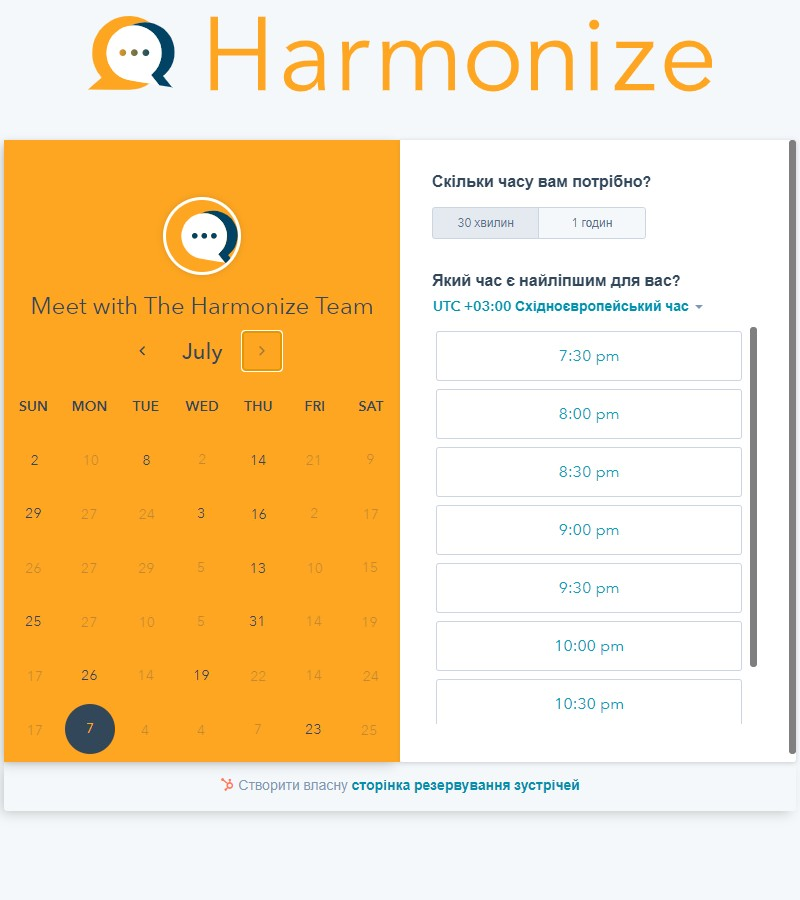 Harmonize
Meet with The Harmonize Team
July
SUN MON TUE WED THU FRI SAT
2 10 8 2 14 21 9
29 27 24 3 16 2 17
26 27 29 5 13 10 15
25 27 10 5 31 14 19
17 26 14 19 22 14 24
17 7 4 4 7 23 25
Скільки часу вам потрібно?
30 хвилин 1 годин
Який час є найліпшим для вас?
UTC +03:00 Східноєвропейський час
7:30 pm
8:00 pm
8:30 pm
9:00 pm
9:30 pm
10:00 pm
10:30 pm
Створити власну сторінка резервування зустрічей